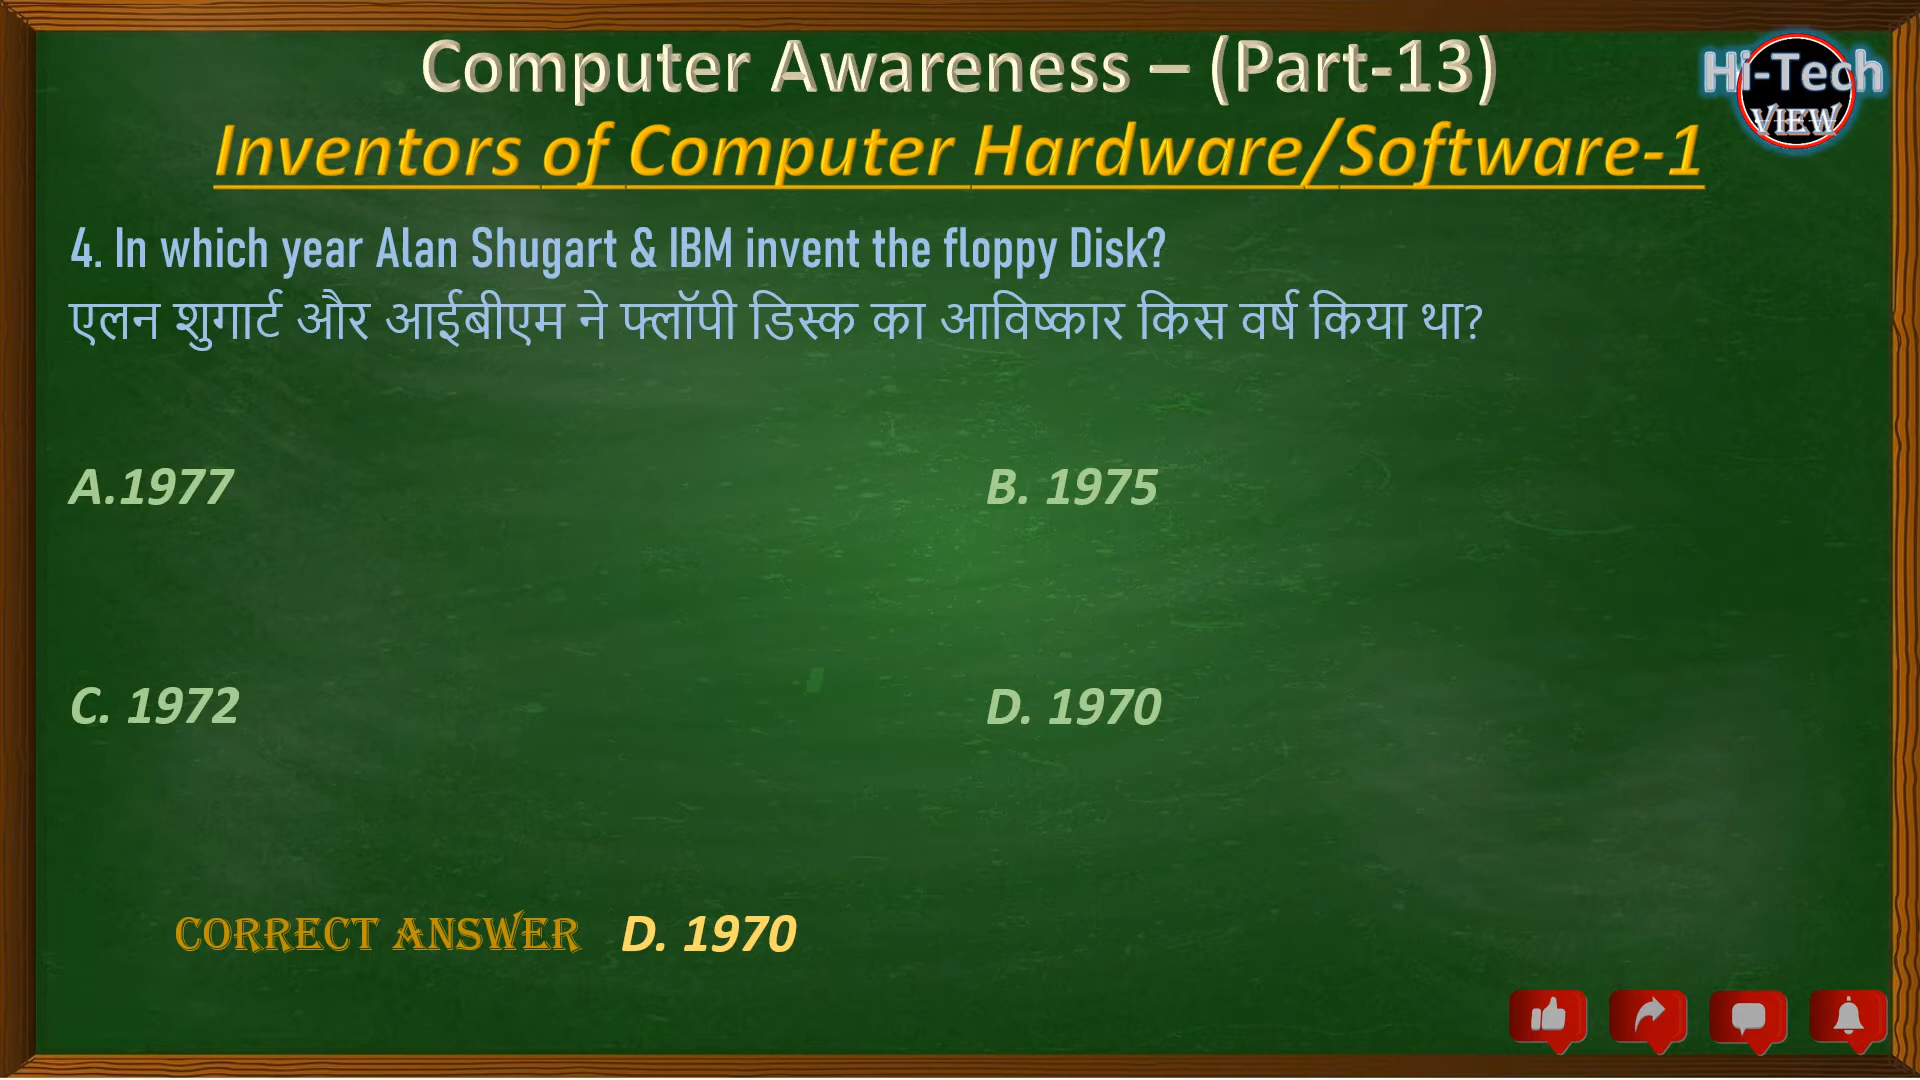 Computer Awareness – (Part-13)
Hi-Tech
VIEW
Inventors of Computer Hardware/Software-1
4. In which year Alan Shugart & IBM invent the floppy Disk?
एलन शुगार्ट और आईबीएम ने फ्लॉपी डिस्क का आविष्कार किस वर्ष किया था?
A.1977
B. 1975
C. 1972
D. 1970
CORRECT ANSWER D. 1970